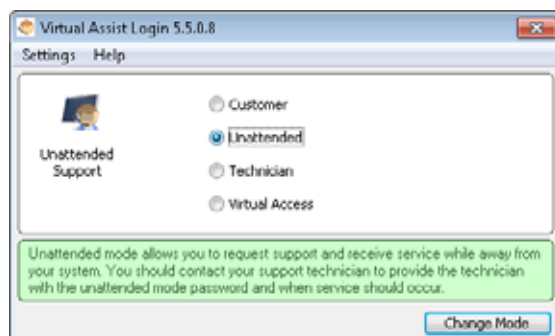 Virtual Assist Login 5.5.0.8
Settings Help
Customer
Unattended
Unattended
Support
Technician
Virtual Access
Unattended mode allows you to request support and receive service while away from
your system. You should contact your support technician to provide the technician
with the unattended mode password and when service should occur.
Change Mode